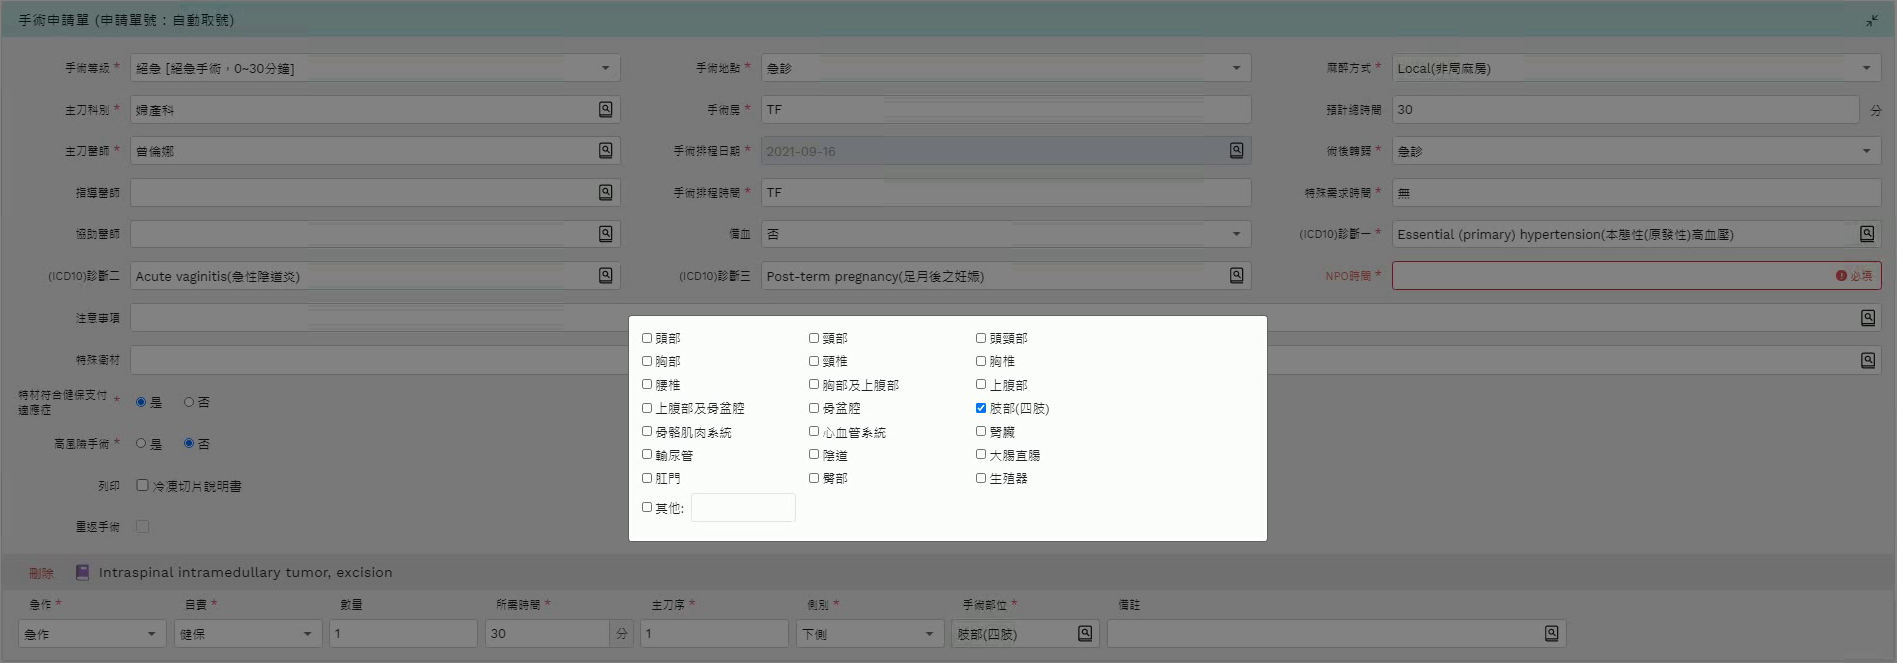 手術申請單 (申請單號：自動取號)
手術等級 * 絕急 [絕急手術，0~30分鐘] 手術地點 * 急診 麻醉方式 * Local(非局麻房)
主刀科別 * 婦產科 手術房 * TF 預計總時間 30 分
主刀醫師 * 曾倫娜 手術排程日期 * 2021-09-16 術後轉歸 * 急診
指導醫師 手術排程時間 * TF 特殊需求時間 * 無
協助醫師 備血 否 (ICD10)診斷一 * Essential (primary) hypertension(本態性(原發性)高血壓)
(ICD10)診斷二 Acute vaginitis(急性陰道炎) (ICD10)診斷三 Post-term pregnancy(足月後之妊娠) NPO時間 * 必填
注意事項
特殊衛材
特材符合健保支付適應症 * 是 否
高風險手術 * 是 否
列印 冷凍切片說明書
重返手術
頭部 頸部 頭頸部
胸部 頸椎 胸椎
腰椎 胸部及上腹部 上腹部
上腹部及骨盆腔 骨盆腔 肢部(四肢)
骨骼肌肉系統 心血管系統 腎臟
輸尿管 陰道 大腸直腸
肛門 臀部 生殖器
其他:
刪除 Intraspinal intramedullary tumor, excision
急作 * 自費 * 數量 所需時間 * 主刀序 * 側別 * 手術部位 * 備註
急作 健保 1 30 分 1 下側 肢部(四肢)